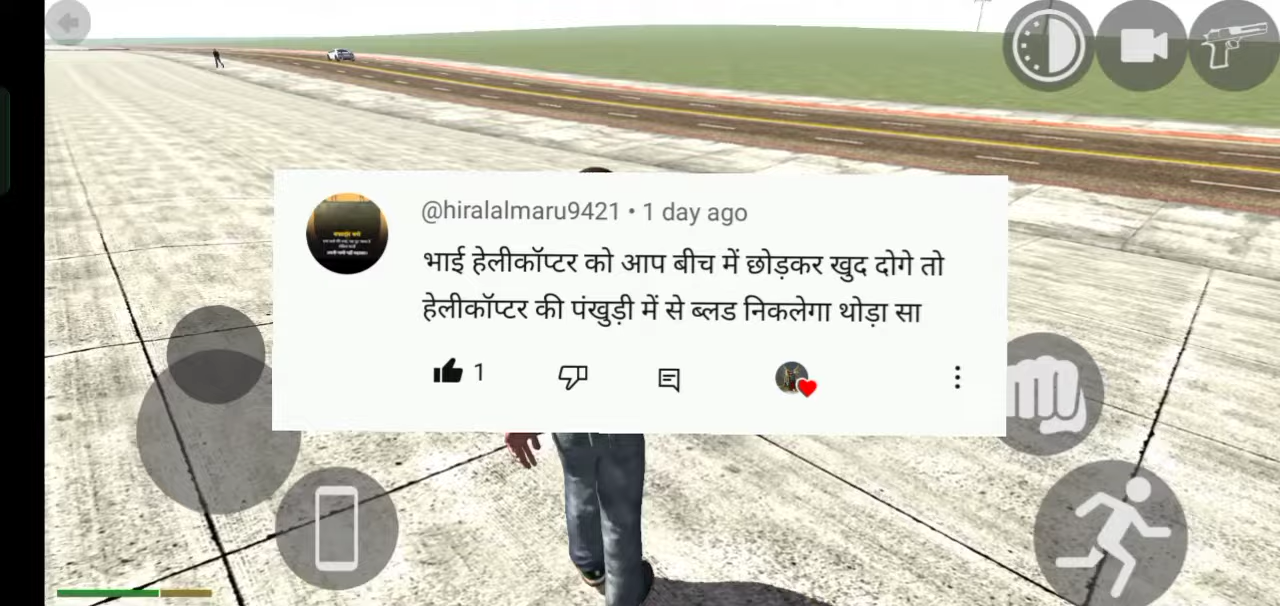 @hiralalmaru9421 • 1 day ago
भाई हेलीकॉप्टर को आप बीच में छोड़कर खुद दोगे तो
हेलीकॉप्टर की पंखुड़ी में से ब्लड निकलेगा थोड़ा सा
1